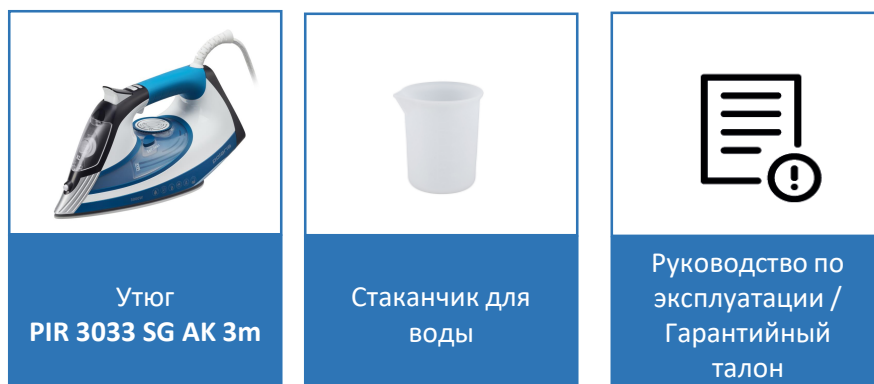 Утюг
PIR 3033 SG AK 3m
Стаканчик для
воды
Руководство по
эксплуатации /
Гарантийный
талон